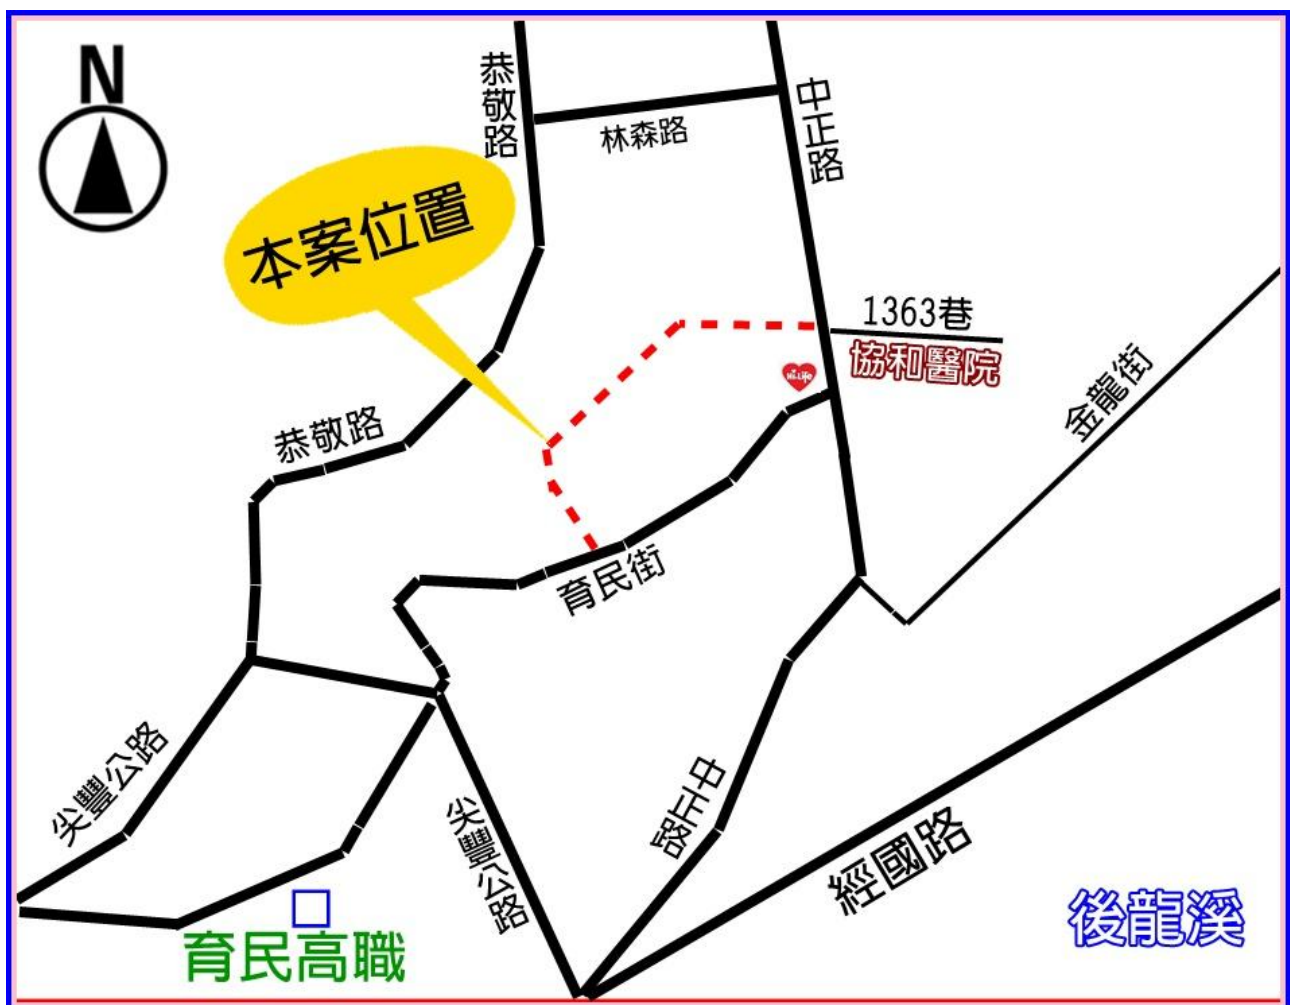 N
恭敬路
中正路
林森路
本案位置
1363巷
協和醫院
Hi-Life
金龍街
恭敬路
育民街
尖豐公路
尖豐公路
中正路
經國路
後龍溪
育民高職